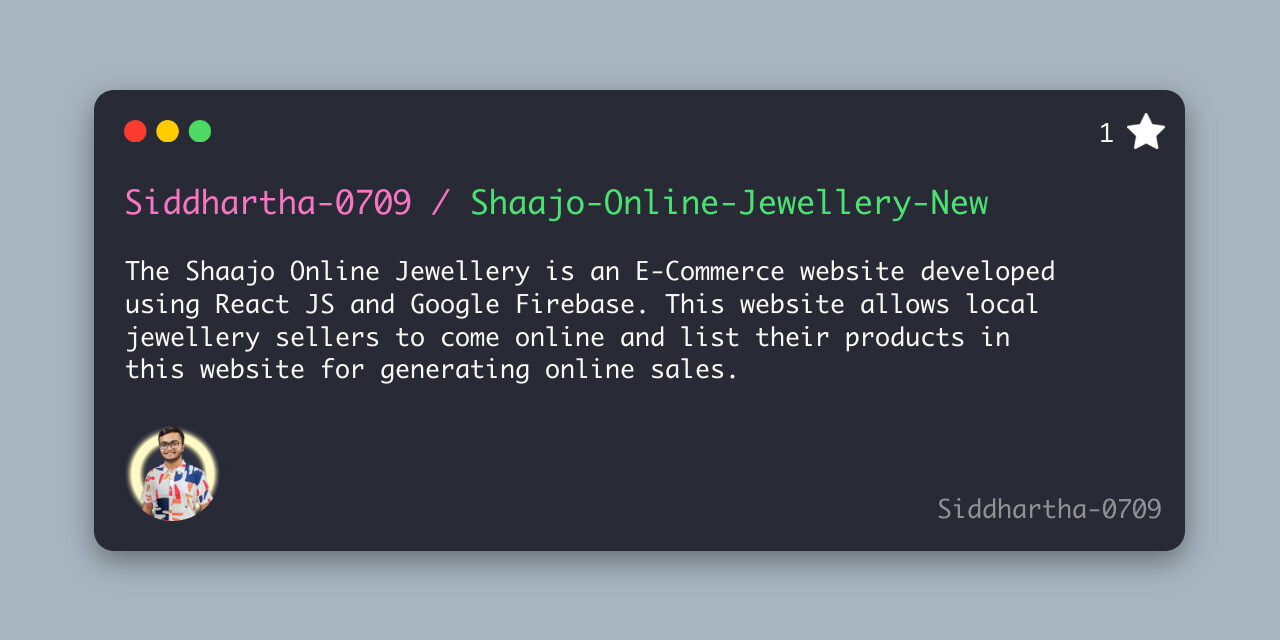 1
Siddhartha-0709 / Shaajo-Online-Jewellery-New
The Shaajo Online Jewellery is an E-Commerce website developed
using React JS and Google Firebase. This website allows local
jewellery sellers to come online and list their products in
this website for generating online sales.
Siddhartha-0709